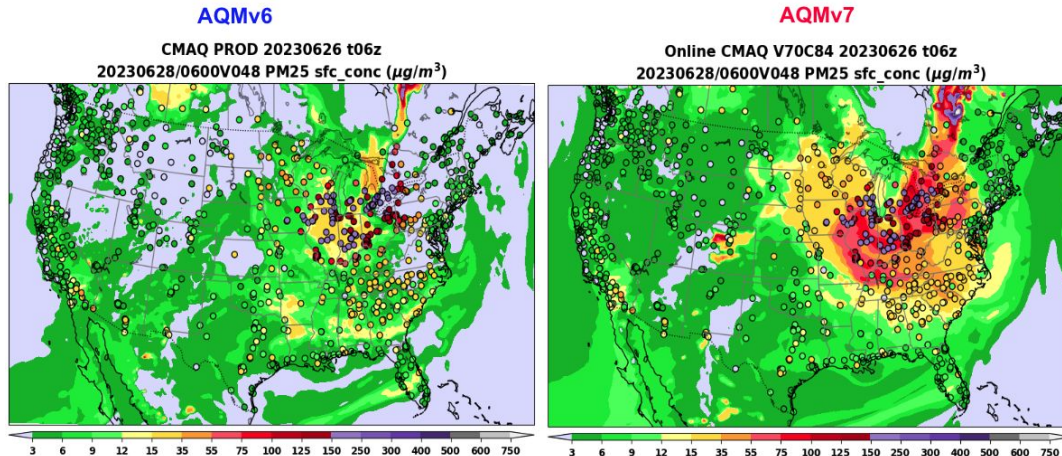 AQMv6
CMAQ PROD 20230626 t06z
20230628/0600V048 PM25 sfc_conc (μg/m³)
3 6 9 12 15 35 55 75 100 125 150 250 300 400 500 600 750
AQMv7
Online CMAQ V70C84 20230626 t06z
20230628/0600V048 PM25 sfc_conc (μg/m³)
3 6 9 12 15 35 55 75 100 125 150 250 300 400 500 600 750